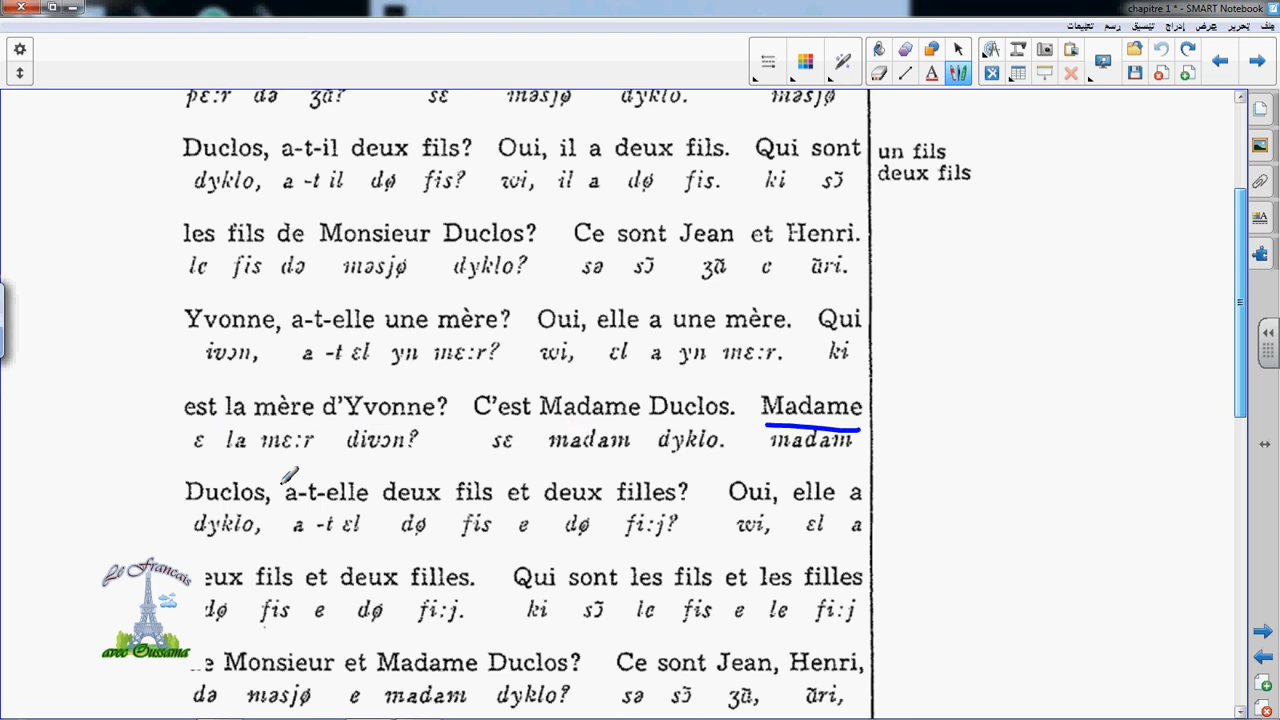 chapitre 1 * - SMART Notebook
ملف تحرير عرض إدراج تنسيق رسم تعليمات
pɛ:r də ʒɑ̃? sɛ məsjø dyklo. məsjø
Duclos, a-t-il deux fils? Oui, il a deux fils. Qui sont
dyklo, a -t il dø fis? wi, il a dø fis. ki sɔ̃
un fils
deux fils
les fils de Monsieur Duclos? Ce sont Jean et Henri.
le fis də məsjø dyklo? sə sɔ̃ ʒɑ̃ e ɑ̃ri.
Yvonne, a-t-elle une mère? Oui, elle a une mère. Qui
ivɔn, a -t ɛl yn mɛ:r? wi, ɛl a yn mɛ:r. ki
est la mère d'Yvonne? C'est Madame Duclos. Madame
ɛ la mɛ:r divɔn? sɛ madam dyklo. madam
Duclos, a-t-elle deux fils et deux filles? Oui, elle a
dyklo, a -t ɛl dø fis e dø fi:j? wi, ɛl a
eux fils et deux filles. Qui sont les fils et les filles
dø fis e dø fi:j. ki sɔ̃ le fis e le fi:j
e Monsieur et Madame Duclos? Ce sont Jean, Henri,
də məsjø e madam dyklo? sə sɔ̃ ʒɑ̃, ɑ̃ri,
Le Francais
avec Oussama